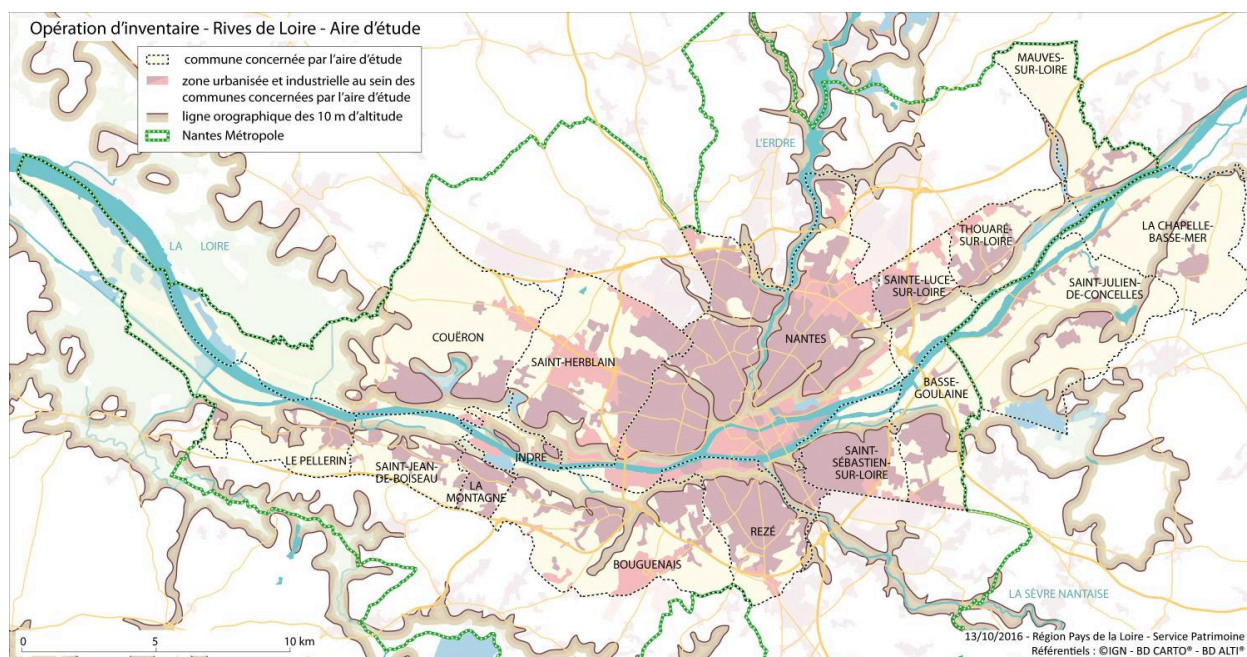 Opération d'inventaire - Rives de Loire - Aire d'étude
commune concernée par l'aire d'étude
zone urbanisée et industrielle au sein des
communes concernées par l'aire d'étude
ligne orographique des 10 m d'altitude
Nantes Métropole
MAUVES-
SUR-LOIRE
L'ERDRE
LA CHAPELLE-
BASSE-MER
THOUARÉ-
SUR-LOIRE
LA LOIRE
SAINTE-LUCE-
SUR-LOIRE
SAINT-JULIEN-
DE-CONCELLES
COUËRON
NANTES
SAINT-HERBLAIN
BASSE-
GOULAINE
LE PELLERIN
INDRE
SAINT-JEAN-
DE-BOISEAU
SAINT-
SÉBASTIEN-
SUR-LOIRE
LA
MONTAGNE
REZÉ
BOUGUENAIS
LA SÈVRE NANTAISE
0 5 10 km
13/10/2016 - Région Pays de la Loire - Service Patrimoine
Référentiels : ©IGN - BD CARTO® - BD ALTI®